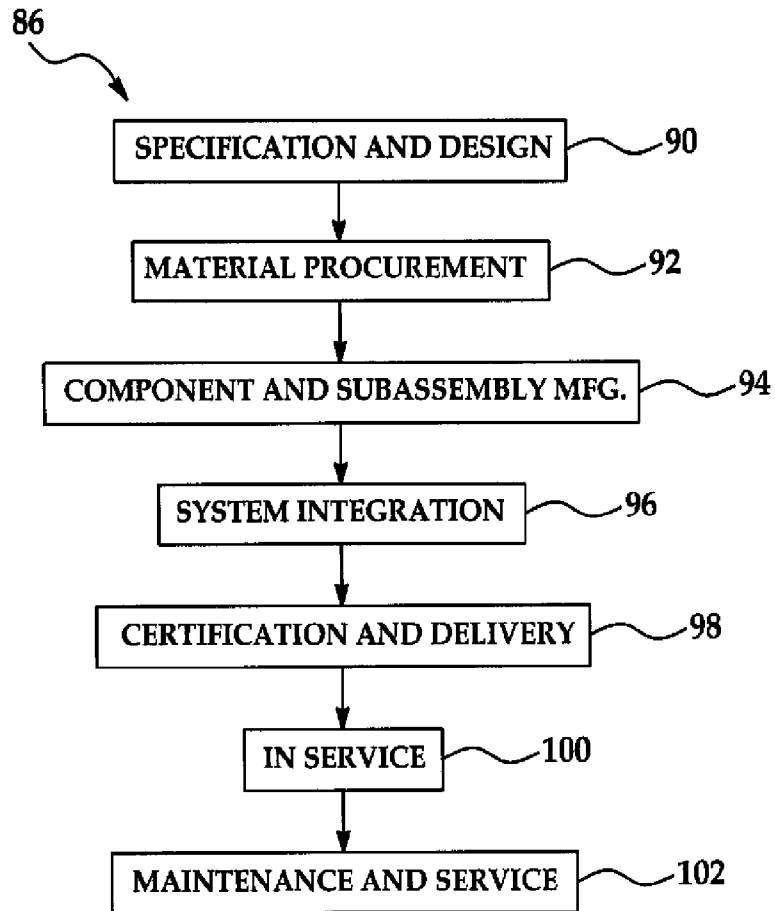 86
SPECIFICATION AND DESIGN 90
MATERIAL PROCUREMENT 92
COMPONENT AND SUBASSEMBLY MFG. 94
SYSTEM INTEGRATION 96
CERTIFICATION AND DELIVERY 98
IN SERVICE 100
MAINTENANCE AND SERVICE 102